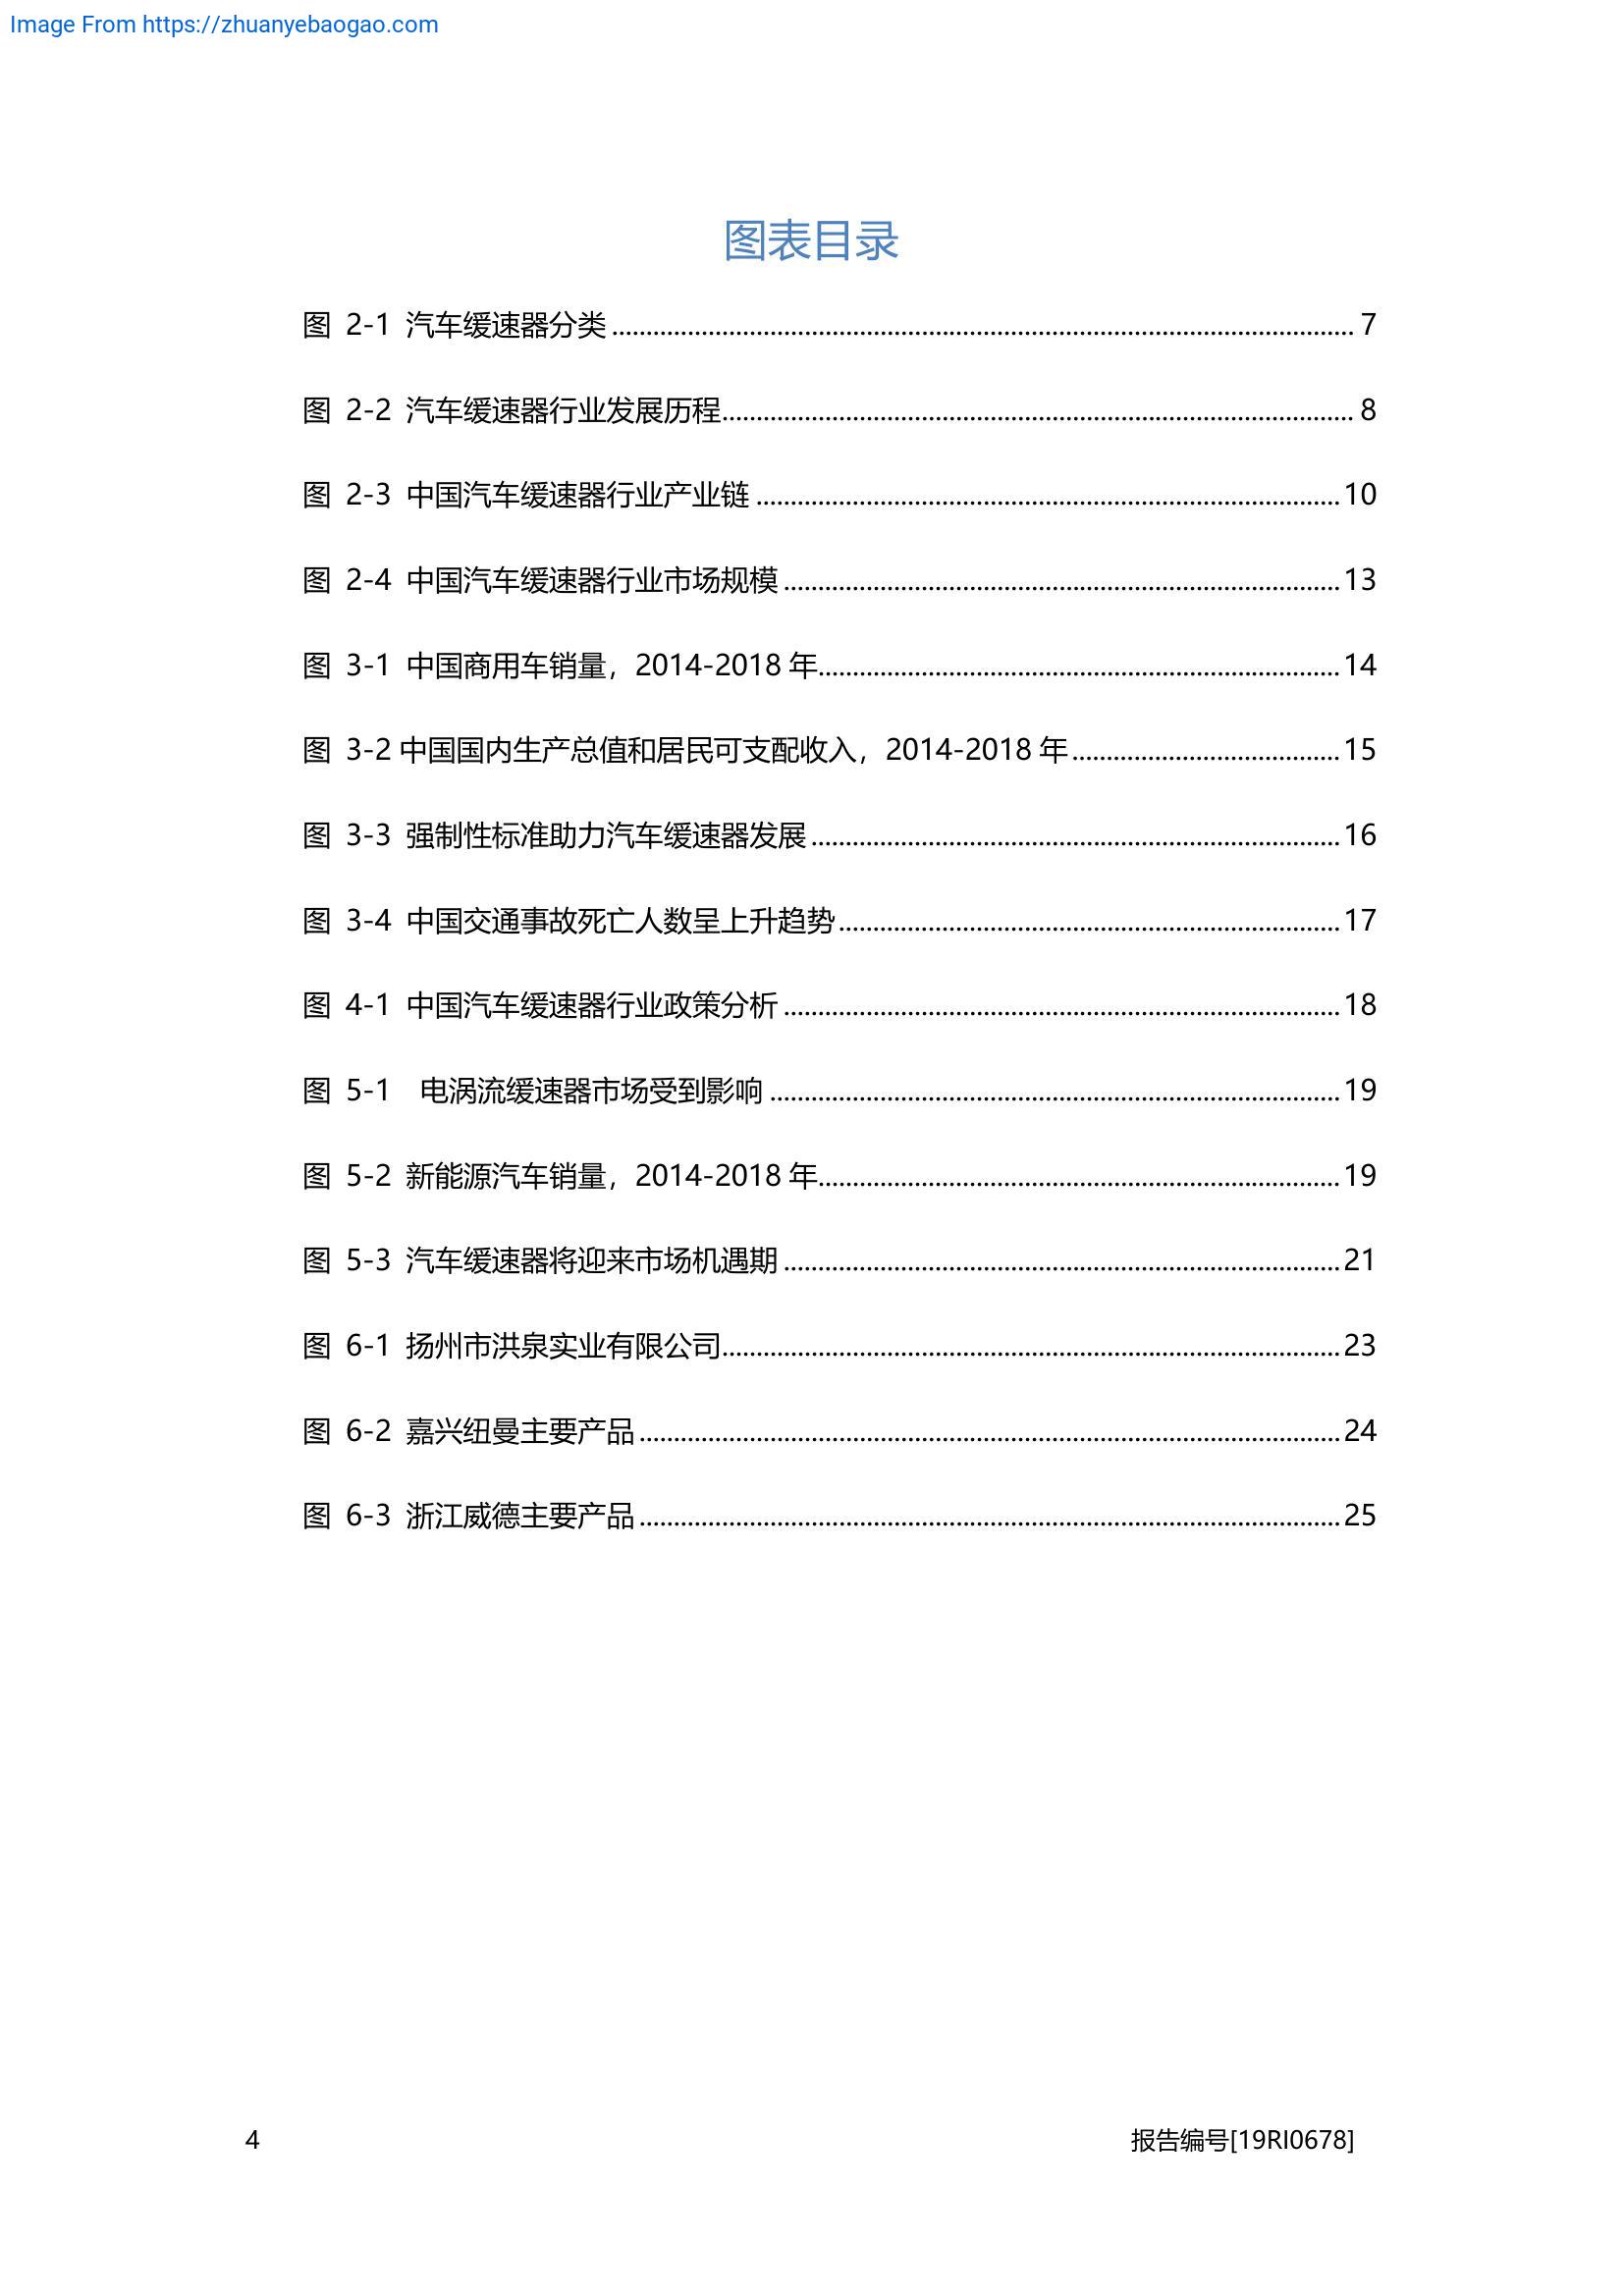 Image From https://zhuanyebaogao.com
图表目录
图 2-1 汽车缓速器分类 ........ 7
图 2-2 汽车缓速器行业发展历程........ 8
图 2-3 中国汽车缓速器行业产业链 ........ 10
图 2-4 中国汽车缓速器行业市场规模 ........ 13
图 3-1 中国商用车销量，2014-2018 年........ 14
图 3-2 中国国内生产总值和居民可支配收入，2014-2018 年........ 15
图 3-3 强制性标准助力汽车缓速器发展 ........ 16
图 3-4 中国交通事故死亡人数呈上升趋势........ 17
图 4-1 中国汽车缓速器行业政策分析 ........ 18
图 5-1 电涡流缓速器市场受到影响 ........ 19
图 5-2 新能源汽车销量，2014-2018 年........ 19
图 5-3 汽车缓速器将迎来市场机遇期 ........ 21
图 6-1 扬州市洪泉实业有限公司........ 23
图 6-2 嘉兴纽曼主要产品 ........ 24
图 6-3 浙江威德主要产品 ........ 25
4 报告编号[19RI0678]